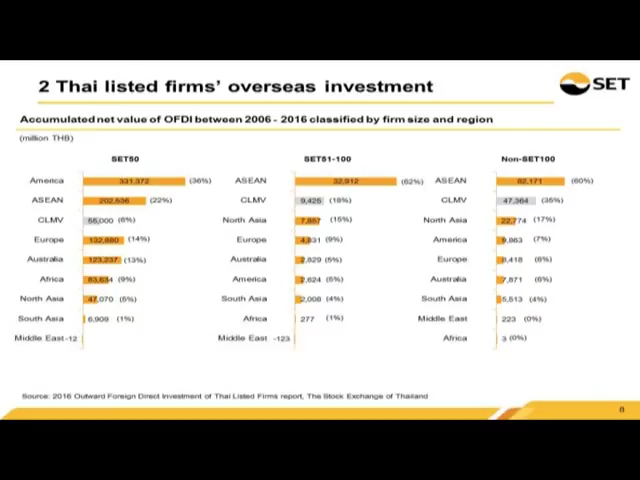 2 Thai listed firms' overseas investment
SET
Accumulated net value of OFDI between 2006 - 2016 classified by firm size and region
(million THB)
SET50
America 331,372 (36%)
ASEAN 202,636 (22%)
CLMV (6%)
Europe 132,880 (14%)
Australia 123,237 (13%)
Africa 83,634 (9%)
North Asia 47,070 (5%)
South Asia 6,909 (1%)
Middle East -12
SET51-100
ASEAN 32,912 (62%)
CLMV 9,425 (18%)
North Asia 7,867 (15%)
Europe 4,831 (9%)
Australia 2,829 (5%)
America 2,624 (5%)
South Asia 2,008 (4%)
Africa 277 (1%)
Middle East -123
Non-SET100
ASEAN 82,171 (60%)
CLMV 47,364 (35%)
North Asia 22,774 (17%)
America 9,863 (7%)
Europe 8,418 (6%)
Australia 7,871 (6%)
South Asia 5,513 (4%)
Middle East 223 (0%)
Africa 3 (0%)
Source: 2016 Outward Foreign Direct Investment of Thai Listed Firms report, The Stock Exchange of Thailand
8